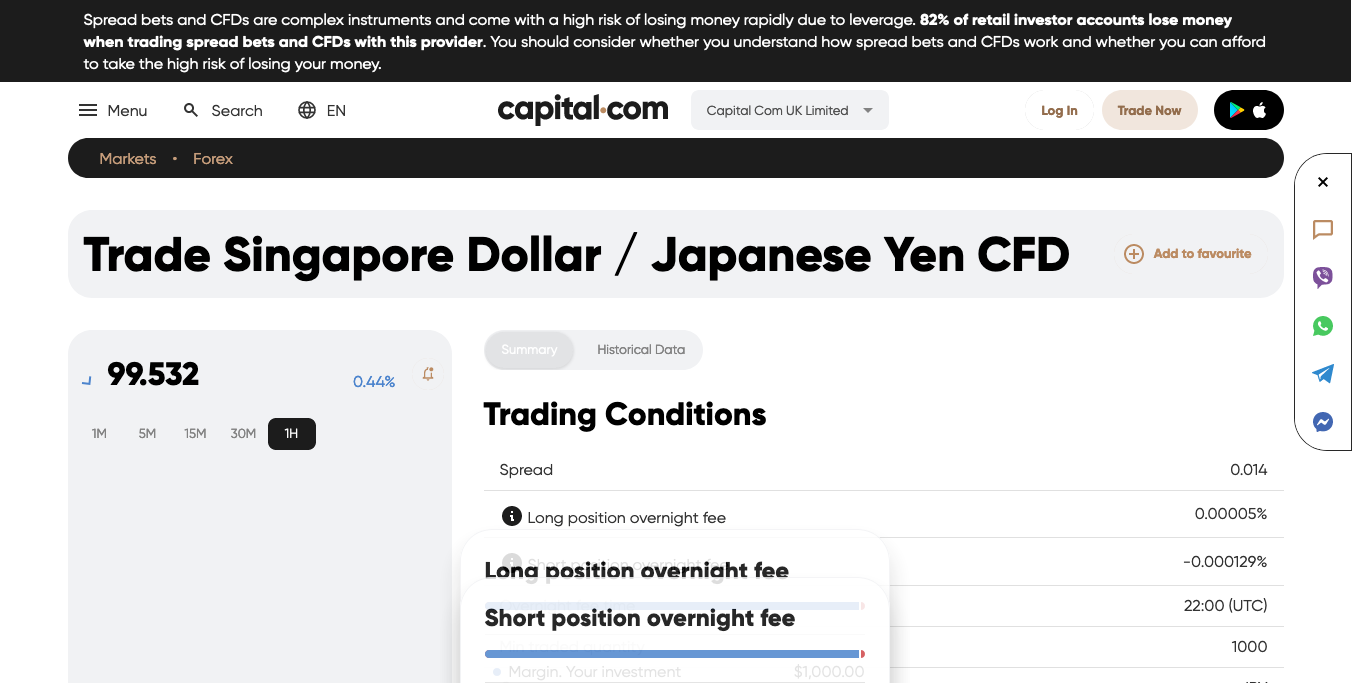 Spread bets and CFDs are complex instruments and come with a high risk of losing money rapidly due to leverage. 82% of retail investor accounts lose money
when trading spread bets and CFDs with this provider. You should consider whether you understand how spread bets and CFDs work and whether you can afford
to take the high risk of losing your money.
Menu Search EN capital.com Capital Com UK Limited Log In Trade Now
Markets • Forex
Trade Singapore Dollar / Japanese Yen CFD Add to favourite
99.532 0.44%
1M 5M 15M 30M 1H
Summary Historical Data
Trading Conditions
Spread 0.014
Long position overnight fee 0.00005%
Short position overnight fee -0.000129%
Long position overnight fee
22:00 (UTC)
Short position overnight fee
1000
Margin. Your investment $1,000.00